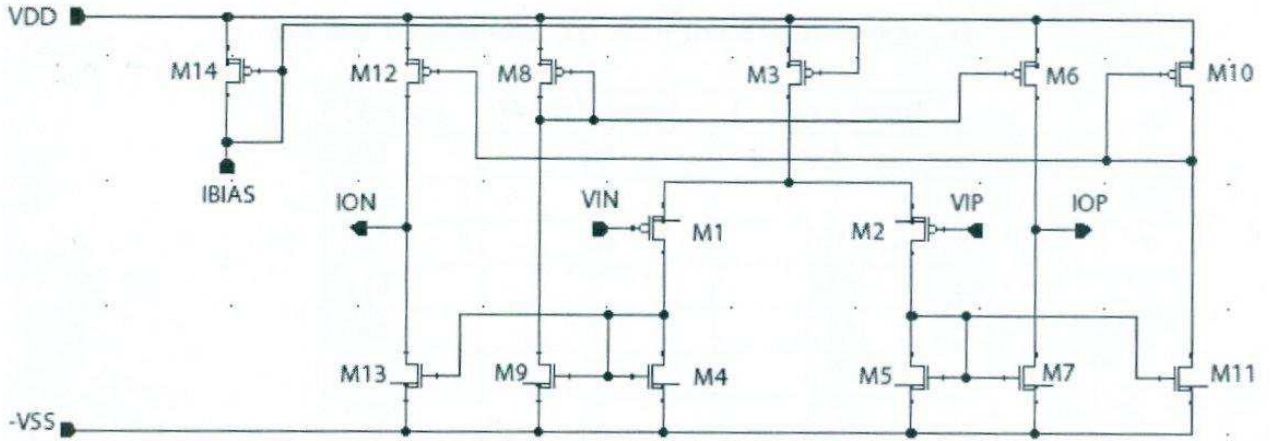 VDD
M14
M12
M8
M3
M6
M10
IBIAS
ION
VIN
M1
M2
VIP
IOP
M13
M9
M4
M5
M7
M11
-VSS